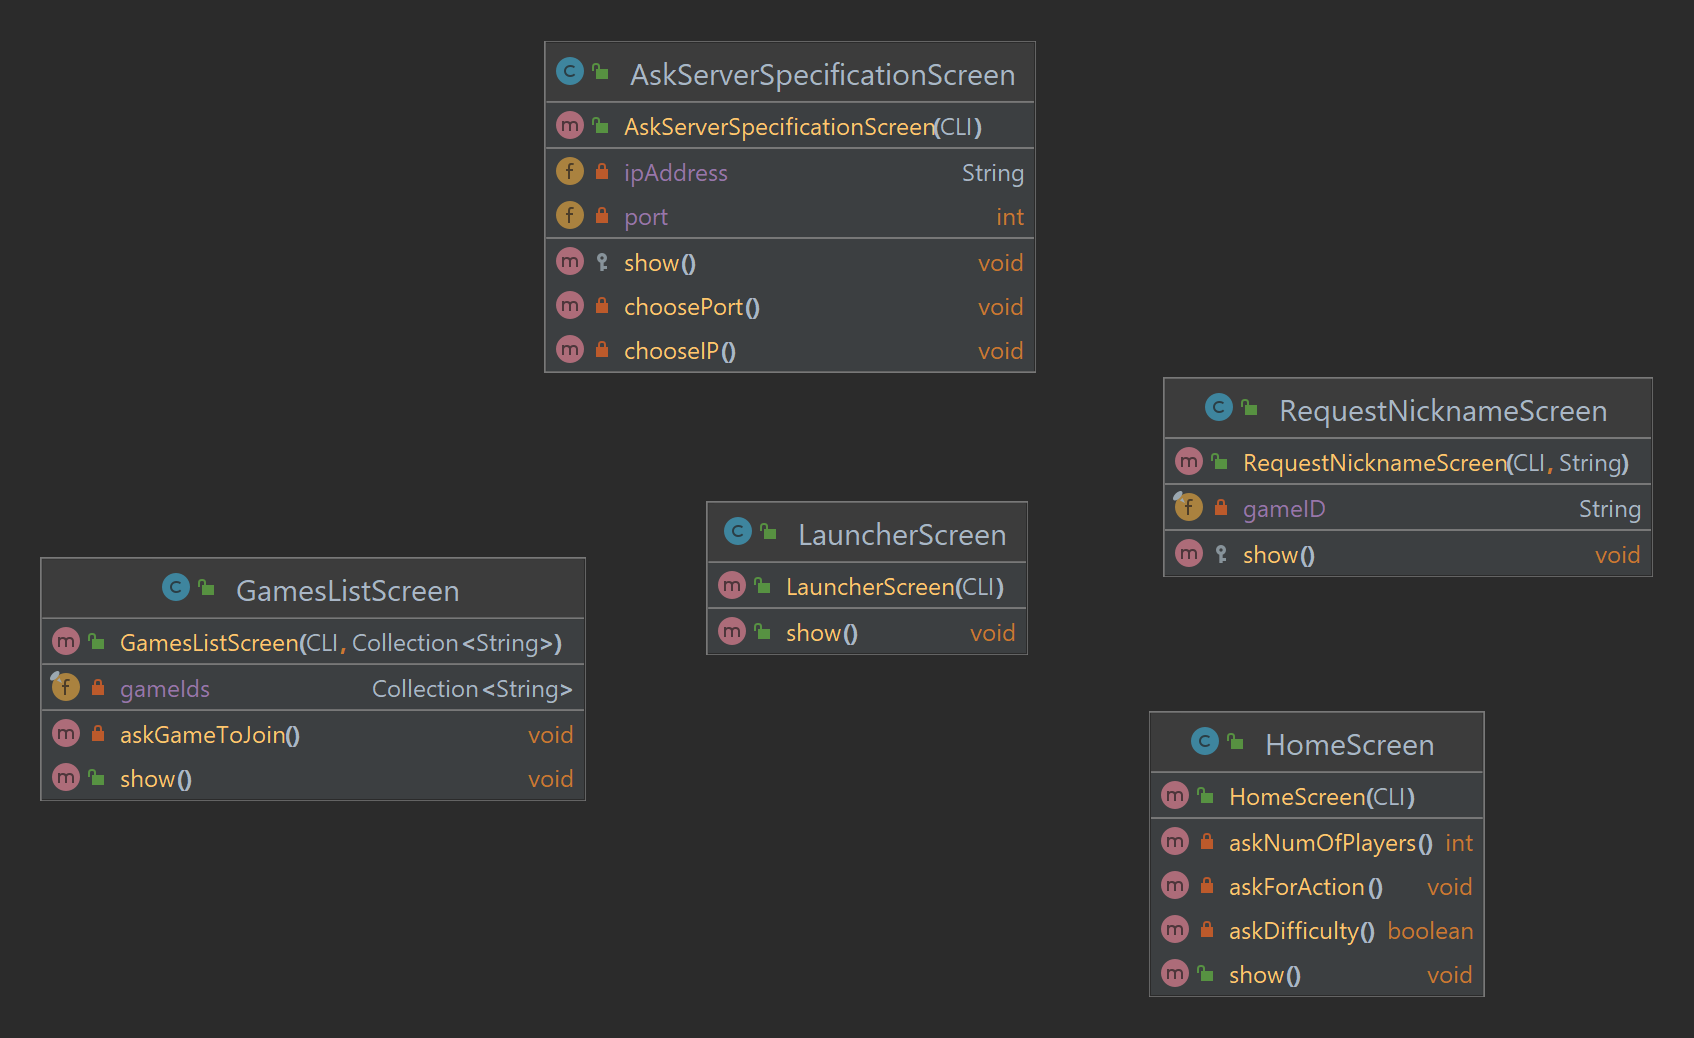 AskServerSpecificationScreen
AskServerSpecificationScreen(CLI)
ipAddress String
port int
show() void
choosePort() void
chooseIP() void
RequestNicknameScreen
RequestNicknameScreen(CLI, String)
gameID String
show() void
LauncherScreen
LauncherScreen(CLI)
show() void
GamesListScreen
GamesListScreen(CLI, Collection<String>)
gameIds Collection<String>
askGameToJoin() void
show() void
HomeScreen
HomeScreen(CLI)
askNumOfPlayers() int
askForAction() void
askDifficulty() boolean
show() void